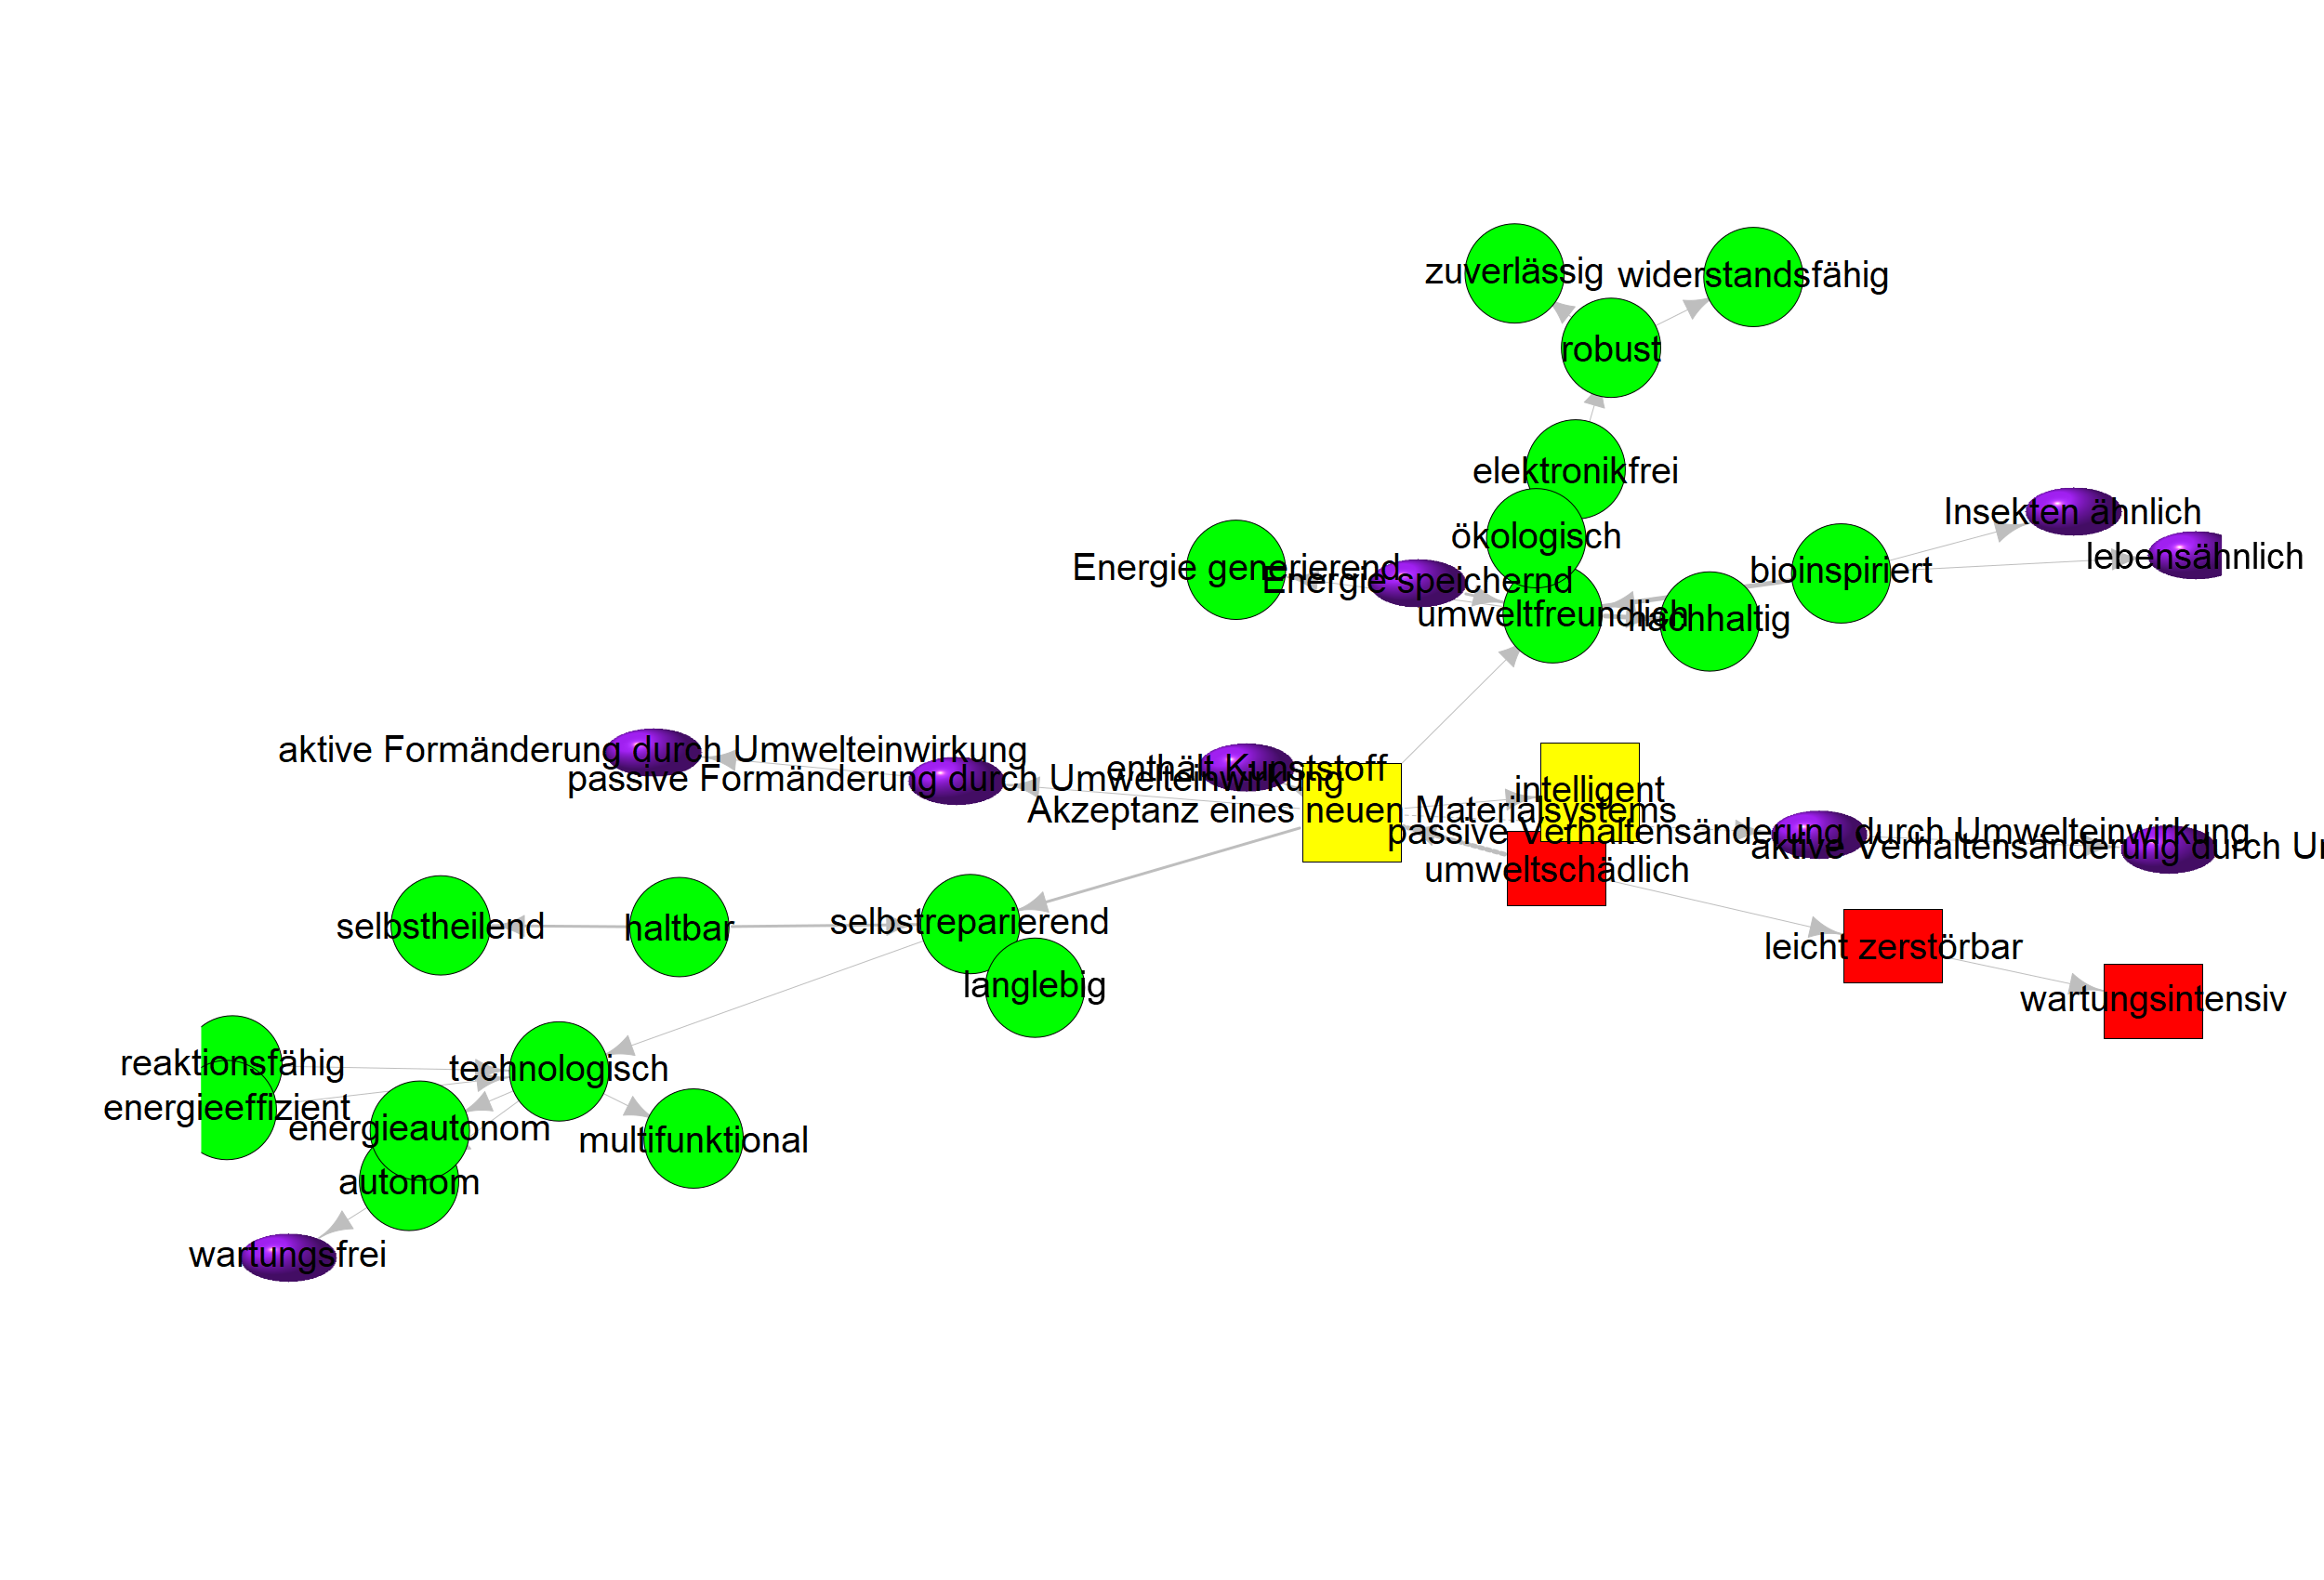 zuverlässig
widerstandsfähig
robust
elektronikfrei
Insekten ähnlich
ökologisch
lebensähnlich
Energie generierend
bioinspiriert
Energie speichernd
umweltfreundlich
nachhaltig
aktive Formänderung durch Umwelteinwirkung
enthält Kunststoff
passive Formänderung durch Umwelteinwirkung
intelligent
Akzeptanz eines neuen Materialsystems
passive Verhaltensänderung durch Umwelteinwirkung
aktive Verhaltensänderung durch
umweltschädlich
selbstreparierend
selbstheilend
haltbar
leicht zerstörbar
langlebig
wartungsintensiv
reaktionsfähig
technologisch
energieeffizient
energieautonom
multifunktional
autonom
wartungsfrei